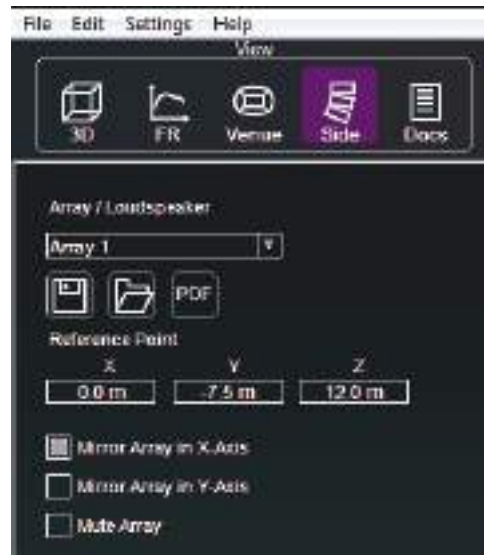 File Edit Settings Help
View
3D FR Venue Side Docs
Array / Loudspeaker
Array 1
PDF
Reference Point
X Y Z
0.0 m -7.5 m 12.0 m
Mirror Array in X-Axis
Mirror Array in Y-Axis
Mute Array